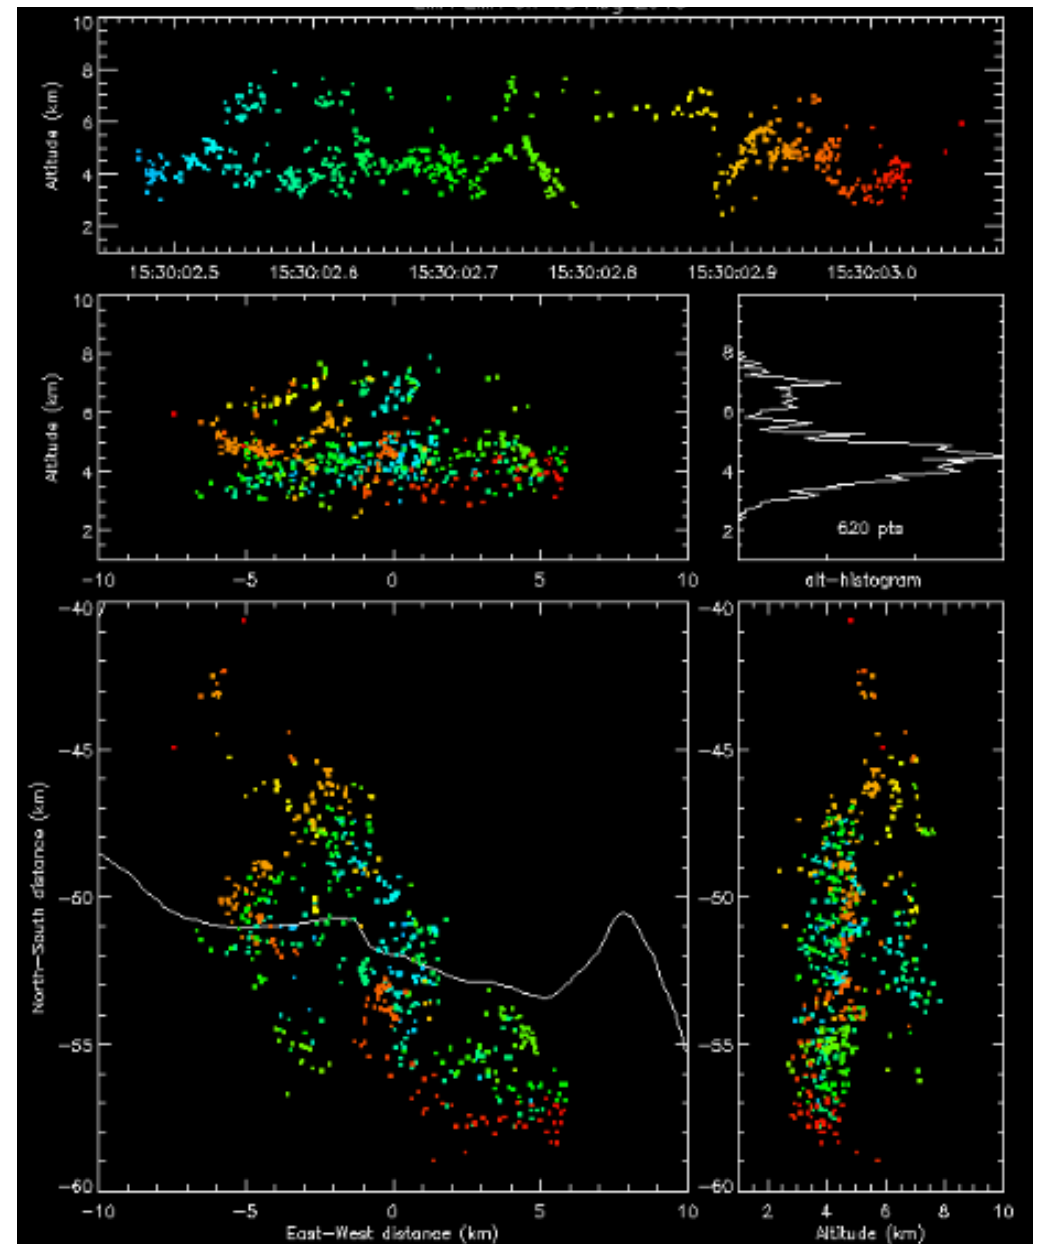 10
8
6
4
2
Altitude (km)
15:30:02.5 15:30:02.6 15:30:02.7 15:30:02.8 15:30:02.9 15:30:03.0
10
8
6
4
2
Altitude (km)
-10 -5 0 5 10
8
6
4
2
620 pts
alt-histogram
-40
-45
-50
-55
-60
North-South distance (km)
-10 -5 0 5 10
East-West distance (km)
-40
-45
-50
-55
-60
2 4 6 8 10
Altitude (km)